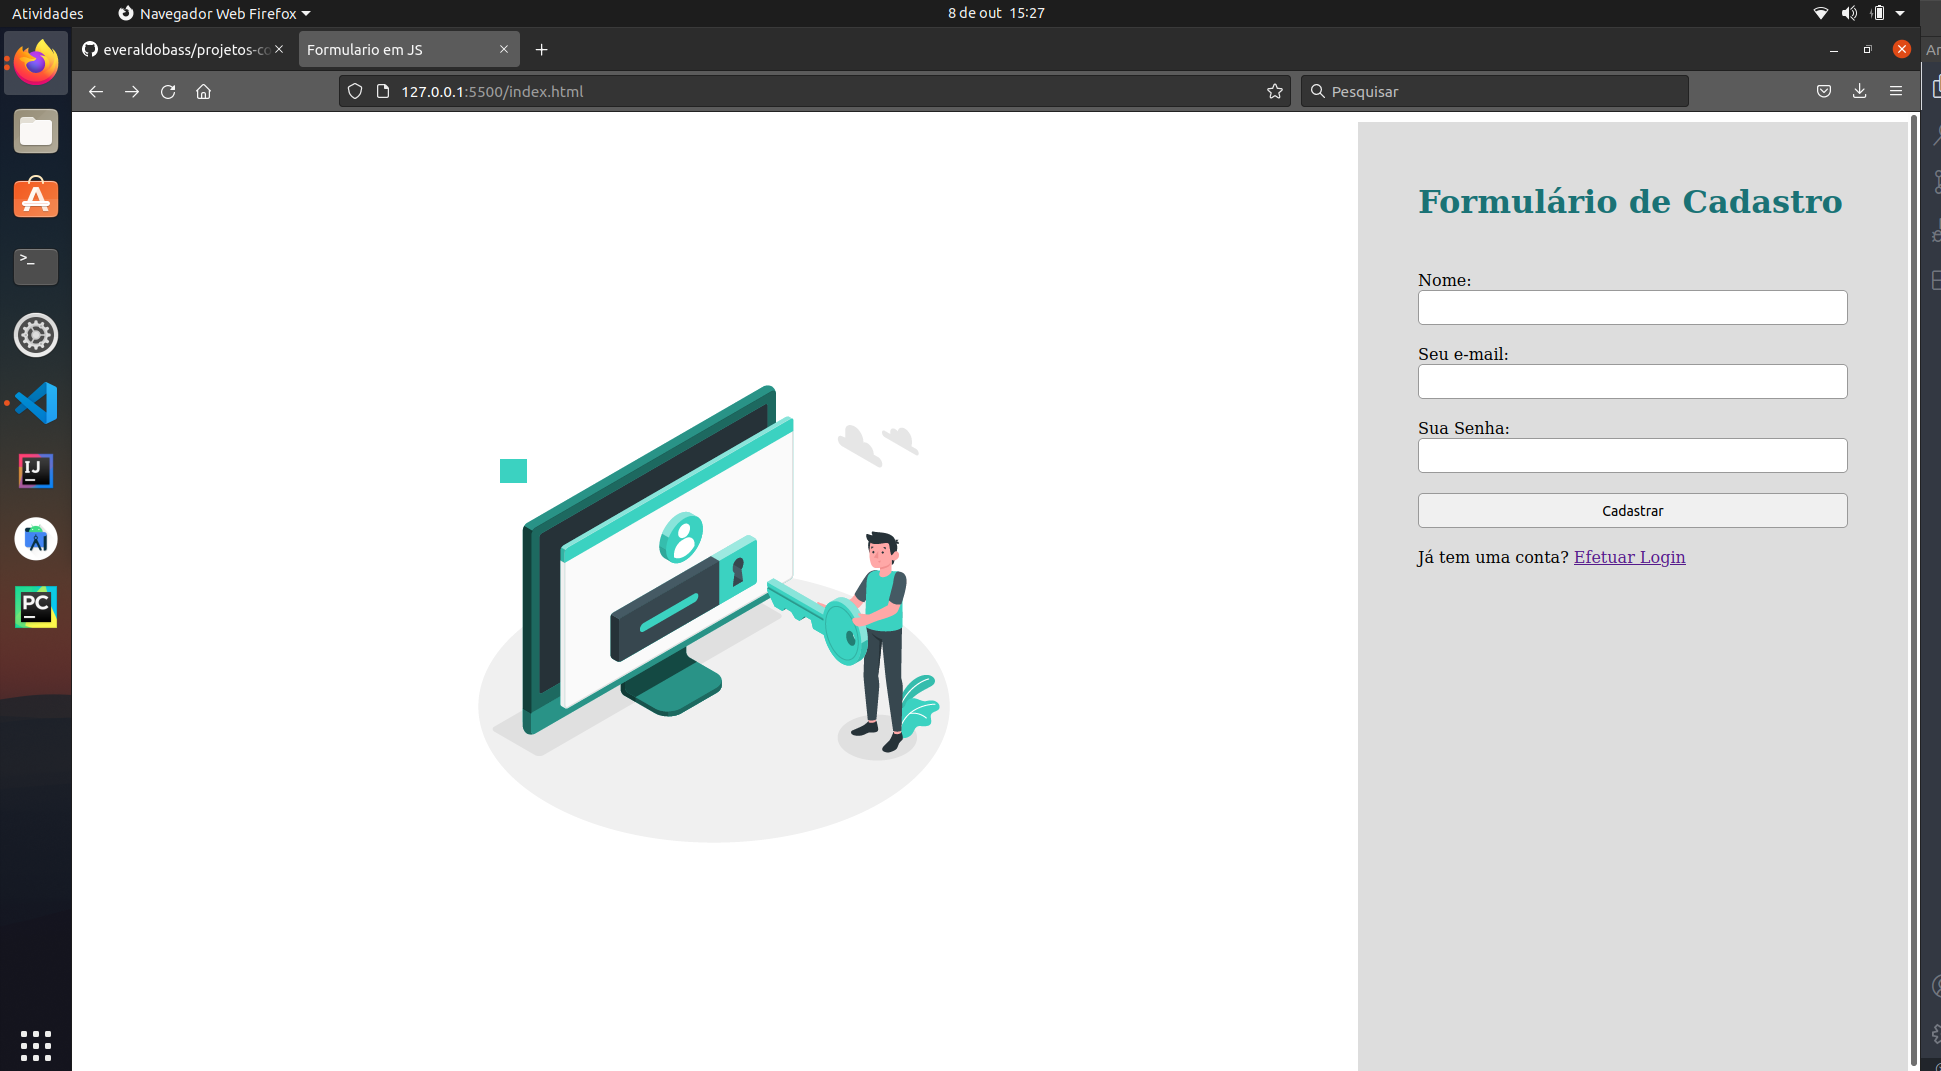 Atividades
Navegador Web Firefox
8 de out 15:27
everaldobass/projetos-co
Formulario em JS
127.0.0.1:5500/index.html
Pesquisar
Ar
Formulário de Cadastro
Nome:
Seu e-mail:
Sua Senha:
Cadastrar
Já tem uma conta? Efetuar Login
>_
IJ
PC